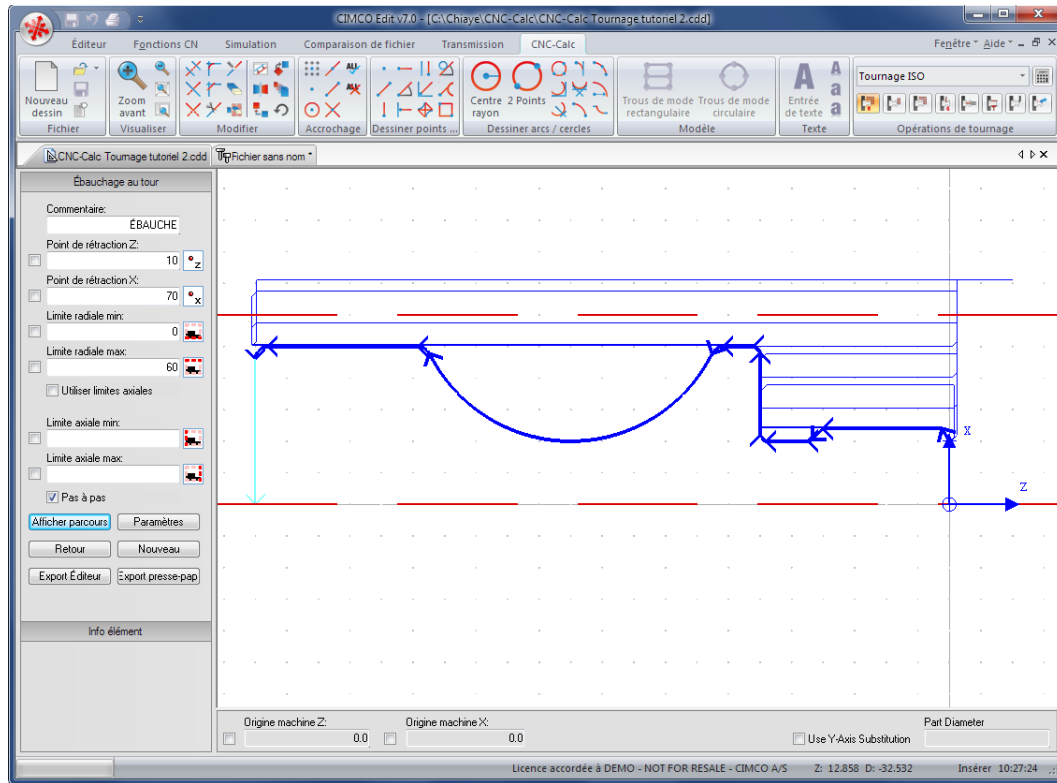 CIMCO Edit v7.0 - [C:\Chiaye\CNC-Calc\CNC-Calc Tournage tutoriel 2.cdd]
Éditeur Fonctions CN Simulation Comparaison de fichier Transmission CNC-Calc Fenêtre Aide
Nouveau dessin
Zoom avant
Centre rayon
2 Points
Trous de mode rectangulaire
Trous de mode circulaire
Entrée de texte
Tournage ISO
Fichier Visualiser Modifier Accrochage Dessiner points ... Dessiner arcs / cercles Modèle Texte Opérations de tournage
CNC-Calc Tournage tutoriel 2.cdd Fichier sans nom *
Ébauchage au tour
Commentaire:
ÉBAUCHE
Point de rétraction Z:
10
Point de rétraction X:
70
Limite radiale min:
0
Limite radiale max:
60
Utiliser limites axiales
Limite axiale min:
Limite axiale max:
Pas à pas
Afficher parcours Paramètres
Retour Nouveau
Export Éditeur Export presse-pap
Info élément
X
Z
Origine machine Z: Origine machine X: Part Diameter
0.0 0.0 Use Y-Axis Substitution
Licence accordée à DEMO - NOT FOR RESALE - CIMCO A/S Z: 12.858 D: -32.532 Insérer 10:27:24